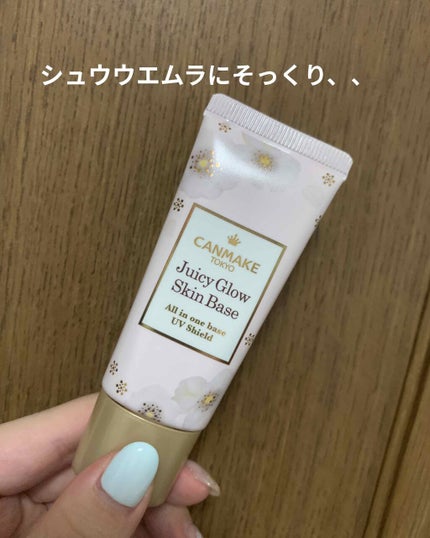 シュウウエムラにそっくり、、
CANMAKE
TOKYO
Juicy Glow
Skin Base
All in one base
UV Shield